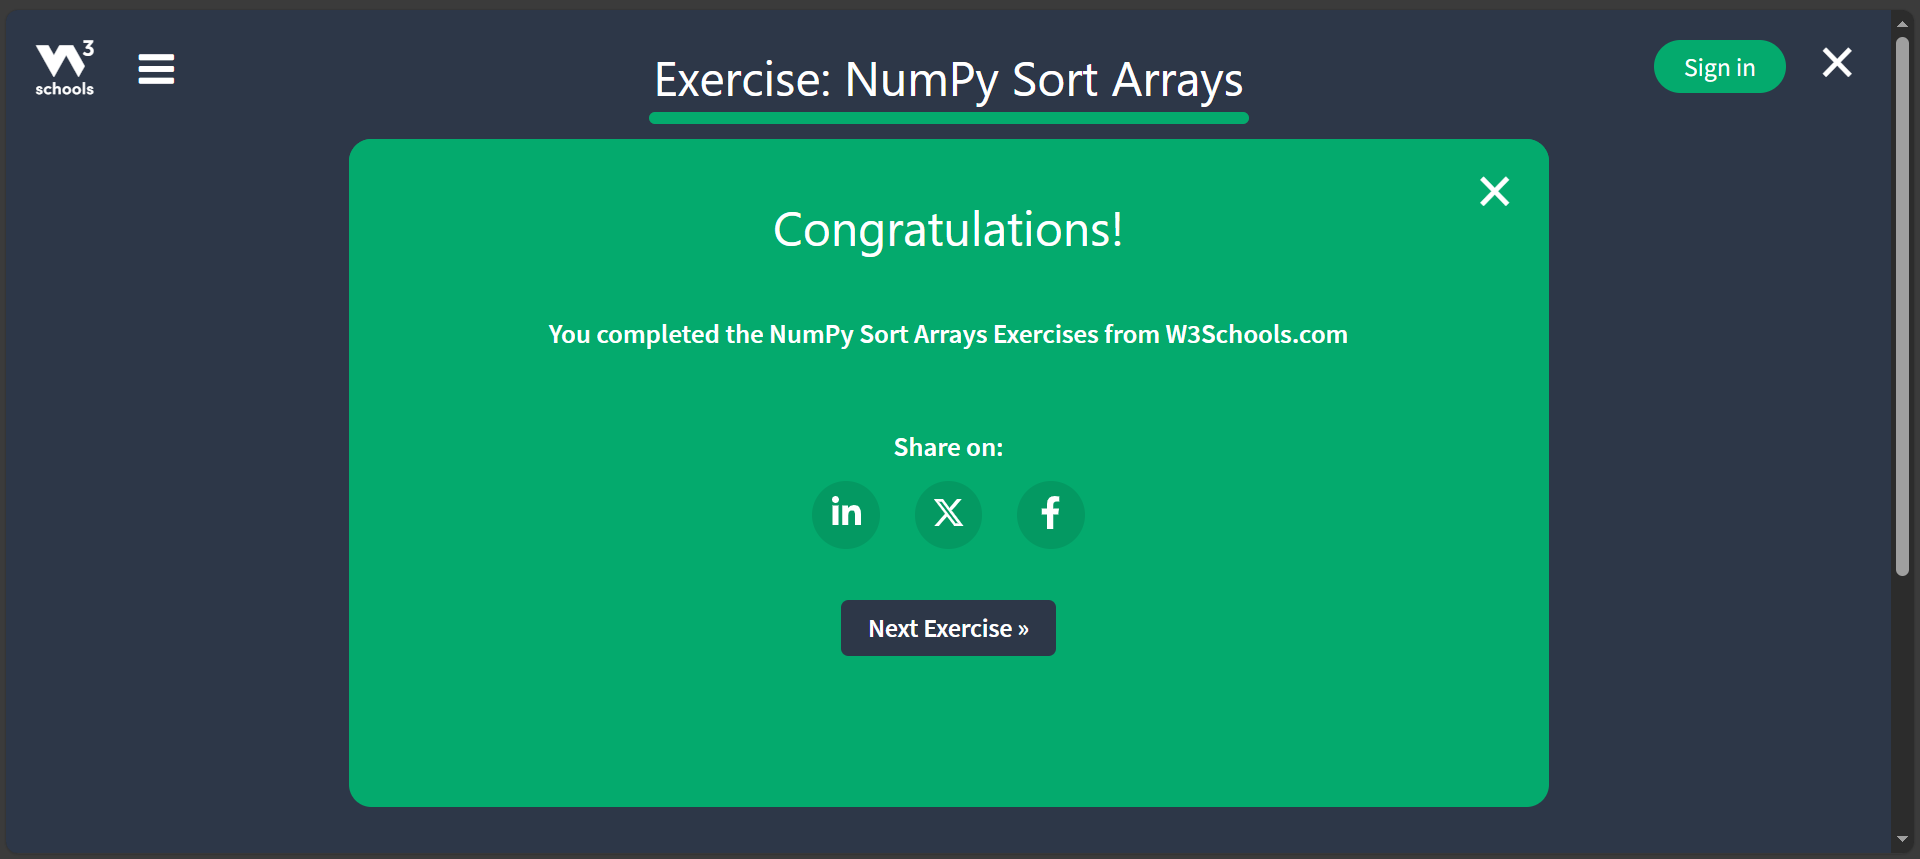 W3
schools
Exercise: NumPy Sort Arrays
Sign in
Congratulations!
You completed the NumPy Sort Arrays Exercises from W3Schools.com
Share on:
Next Exercise »